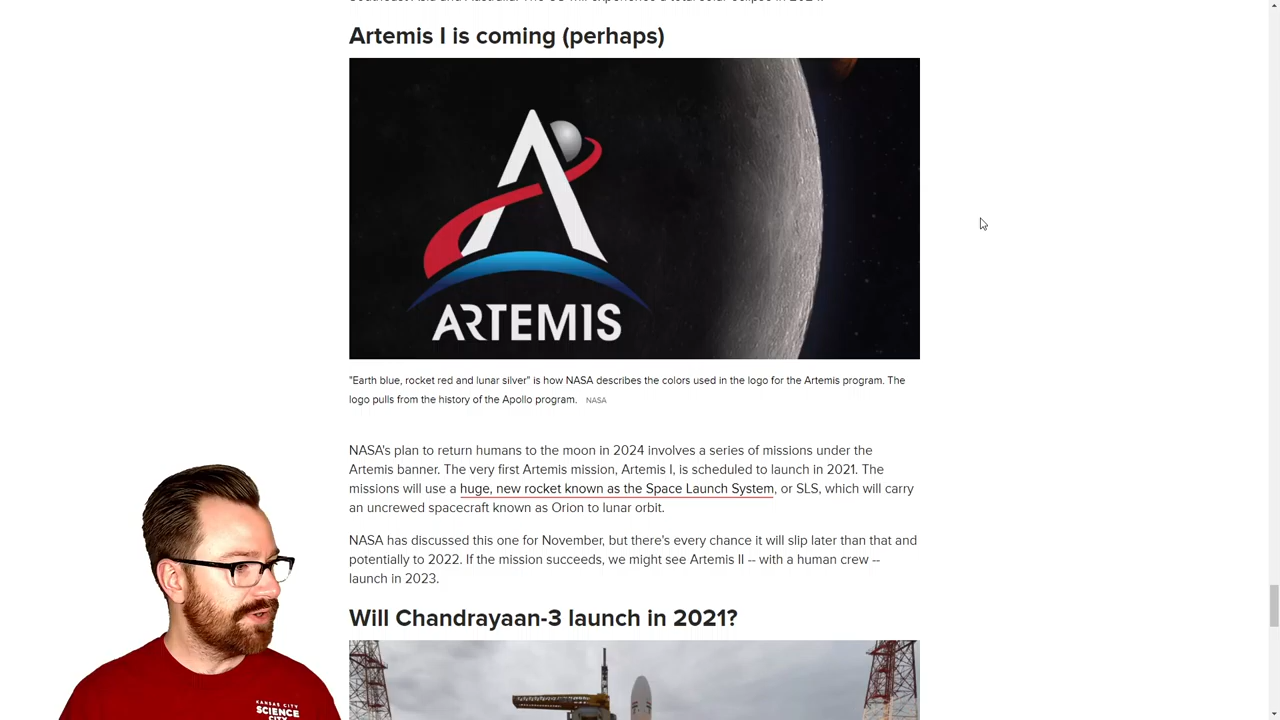 Artemis I is coming (perhaps)
ARTEMIS
"Earth blue, rocket red and lunar silver" is how NASA describes the colors used in the logo for the Artemis program. The
logo pulls from the history of the Apollo program. NASA
NASA's plan to return humans to the moon in 2024 involves a series of missions under the
Artemis banner. The very first Artemis mission, Artemis I, is scheduled to launch in 2021. The
missions will use a huge, new rocket known as the Space Launch System, or SLS, which will carry
an uncrewed spacecraft known as Orion to lunar orbit.
NASA has discussed this one for November, but there's every chance it will slip later than that and
potentially to 2022. If the mission succeeds, we might see Artemis II -- with a human crew --
launch in 2023.
Will Chandrayaan-3 launch in 2021?
KANSAS CITY
SCIENCE
CITY